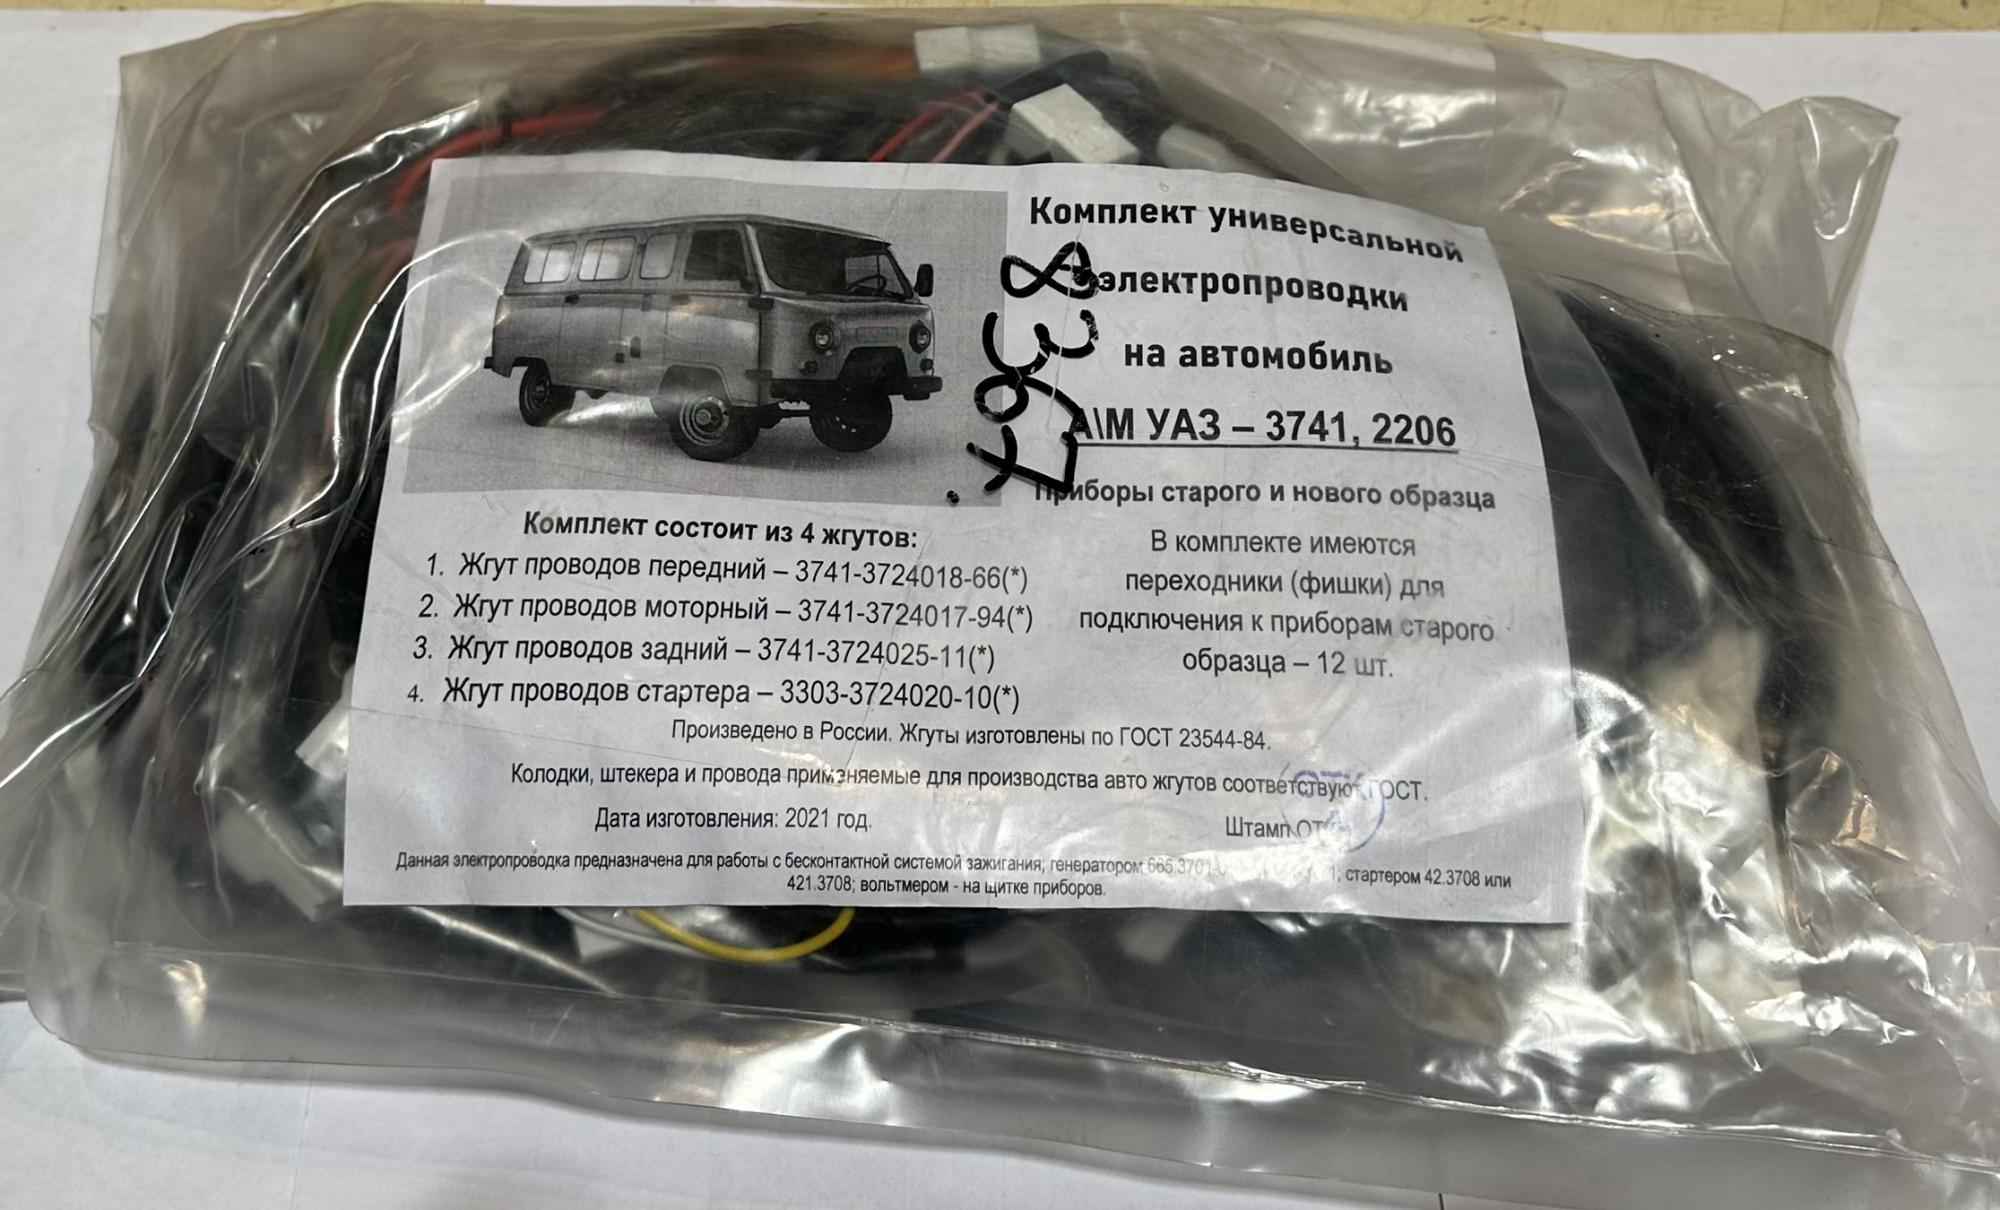 Комплект универсальной
электропроводки
на автомобиль
А\М УАЗ – 3741, 2206
Приборы старого и нового образца
В комплекте имеются
переходники (фишки) для
подключения к приборам старого
образца – 12 шт.
Комплект состоит из 4 жгутов:
1. Жгут проводов передний – 3741-3724018-66(*)
2. Жгут проводов моторный – 3741-3724017-94(*)
3. Жгут проводов задний – 3741-3724025-11(*)
4. Жгут проводов стартера – 3303-3724020-10(*)
Произведено в России. Жгуты изготовлены по ГОСТ 23544-84.
Колодки, штекера и провода применяемые для производства авто жгутов соответствуют ГОСТ.
Дата изготовления: 2021 год.
Штамп ОТК
Данная электропроводка предназначена для работы с бесконтактной системой зажигания; генератором стартером 42.3708 или
421.3708; вольтмером - на щитке приборов.